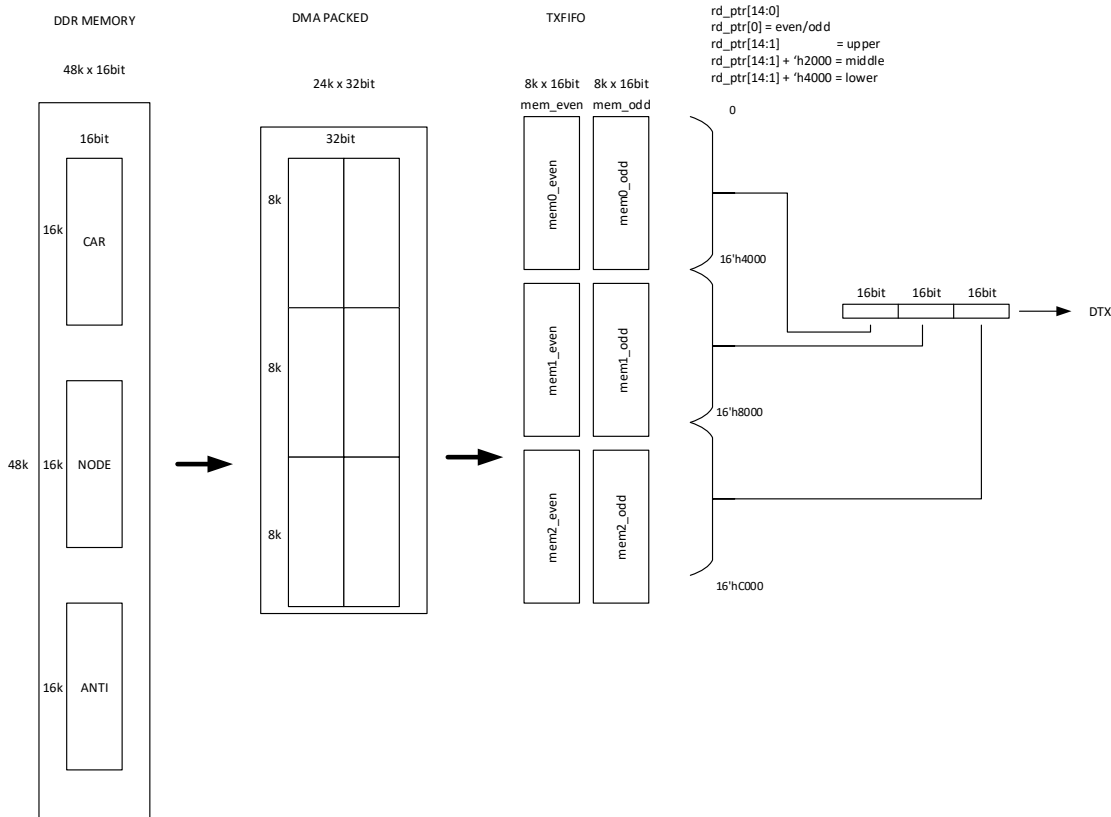 DDR MEMORY
48k x 16bit
16bit
16k
CAR
48k
16k
NODE
16k
ANTI
DMA PACKED
24k x 32bit
32bit
8k
8k
8k
TXFIFO
8k x 16bit 8k x 16bit
mem_even mem_odd
mem0_even
mem0_odd
mem1_even
mem1_odd
mem2_even
mem2_odd
rd_ptr[14:0]
rd_ptr[0] = even/odd
rd_ptr[14:1] = upper
rd_ptr[14:1] + ‘h2000 = middle
rd_ptr[14:1] + ‘h4000 = lower
0
16'h4000
16'h8000
16'hC000
16bit 16bit 16bit
DTX